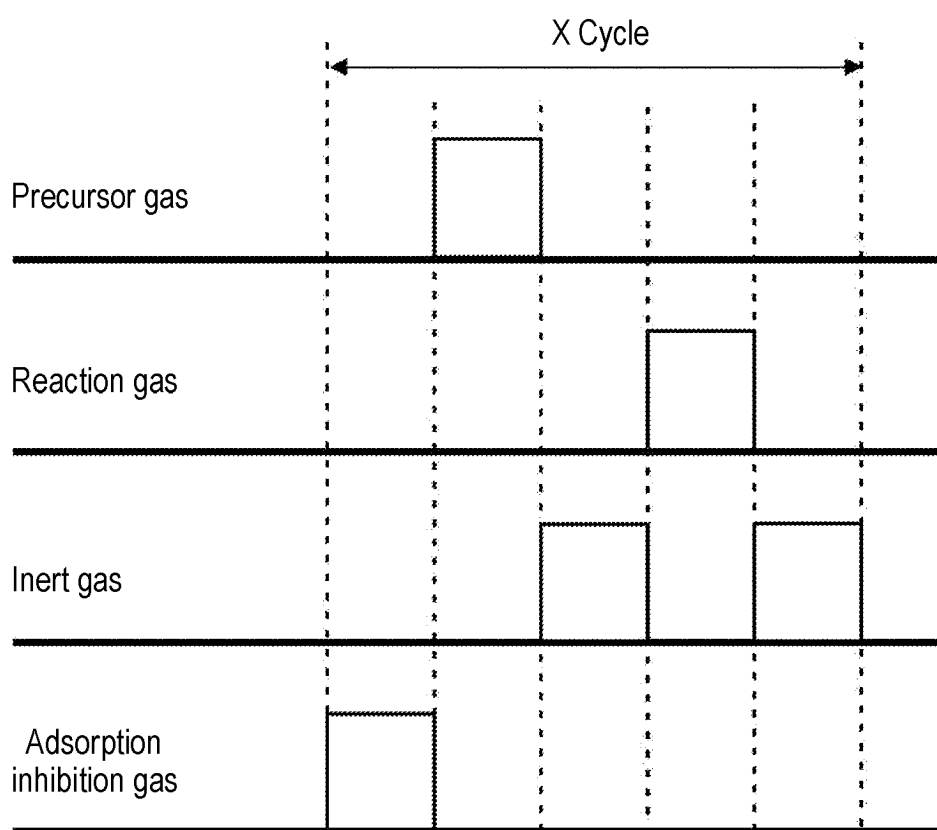 X Cycle
Precursor gas
Reaction gas
Inert gas
Adsorption
inhibition gas